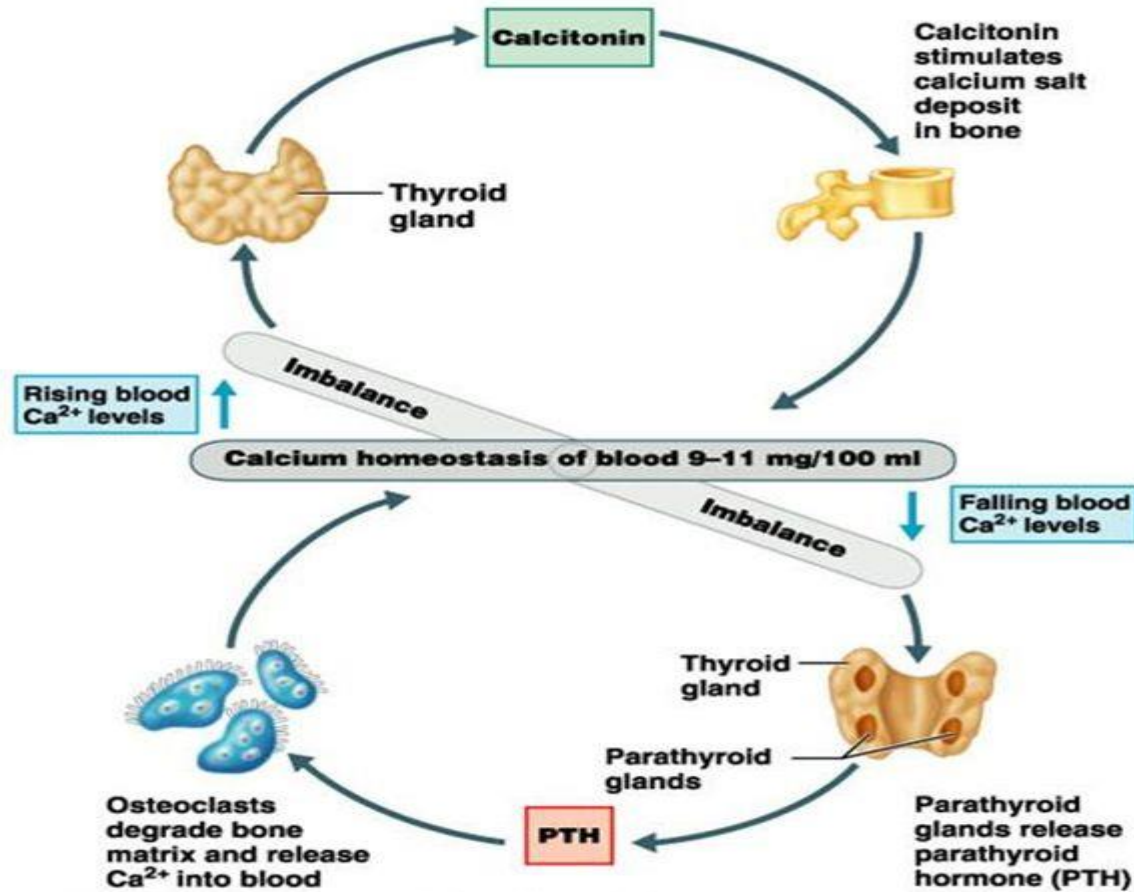 Calcitonin
Calcitonin
stimulates
calcium salt
deposit
in bone
Thyroid
gland
Imbalance
Rising blood
Ca²⁺ levels
Calcium homeostasis of blood 9–11 mg/100 ml
Imbalance
Falling blood
Ca²⁺ levels
Thyroid
gland
Parathyroid
glands
Osteoclasts
degrade bone
matrix and release
Ca²⁺ into blood
PTH
Parathyroid
glands release
parathyroid
hormone (PTH)